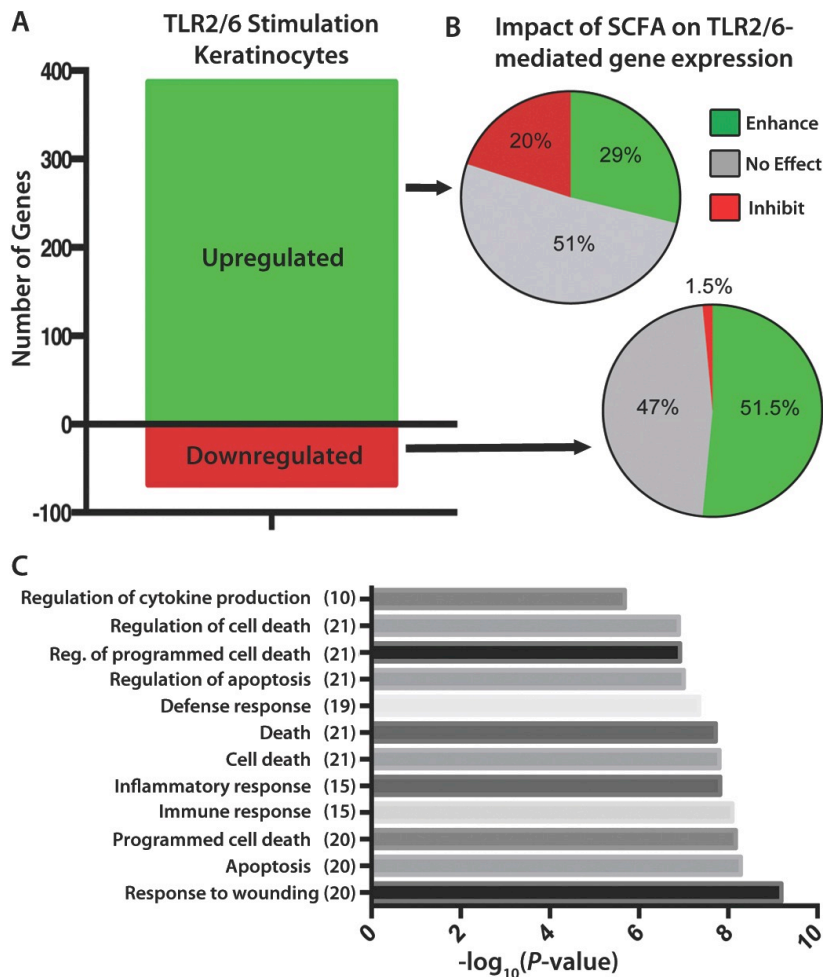 A
TLR2/6 Stimulation
Keratinocytes
Number of Genes
400
300
200
100
0
-100
Upregulated
Downregulated
B
Impact of SCFA on TLR2/6-
mediated gene expression
20%
29%
51%
Enhance
No Effect
Inhibit
1.5%
47%
51.5%
C
Regulation of cytokine production (10)
Regulation of cell death (21)
Reg. of programmed cell death (21)
Regulation of apoptosis (21)
Defense response (19)
Death (21)
Cell death (21)
Inflammatory response (15)
Immune response (15)
Programmed cell death (20)
Apoptosis (20)
Response to wounding (20)
0 2 4 6 8 10
-log10(P-value)